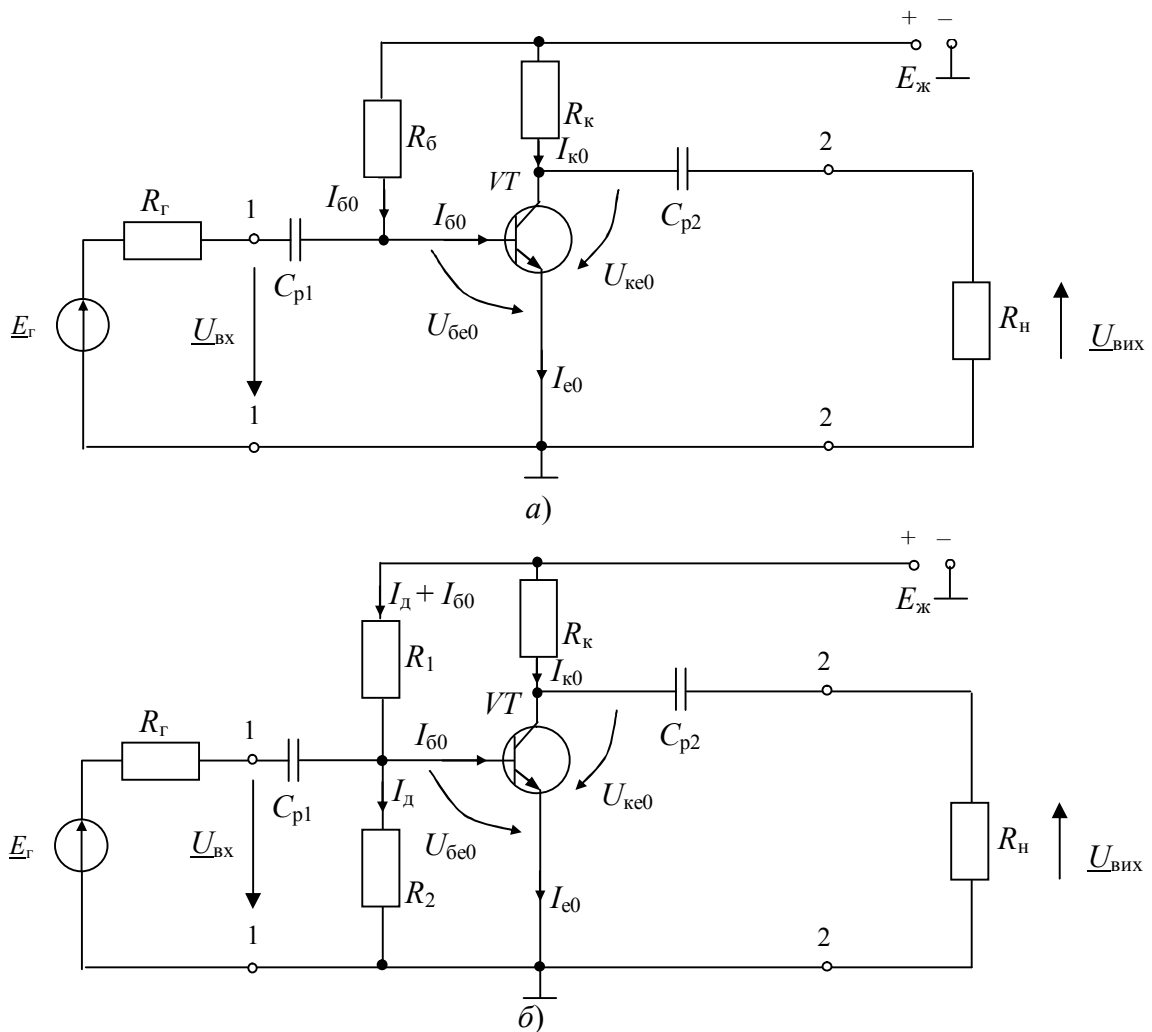 + –
Eж
Rк
Rб
Iк0
2
VT
Rг
1
Iб0
Iб0
Cр1
Cр2
Uке0
Uбе0
Eг
Uвх
Rн
Uвих
Iе0
1
2
а)
+ –
Eж
Iд + Iб0
Rк
R1
Iк0
2
VT
Rг
1
Iб0
Cр2
Cр1
Iд
Uке0
Uбе0
Eг
Uвх
Rн
Uвих
R2
Iе0
1
2
б)